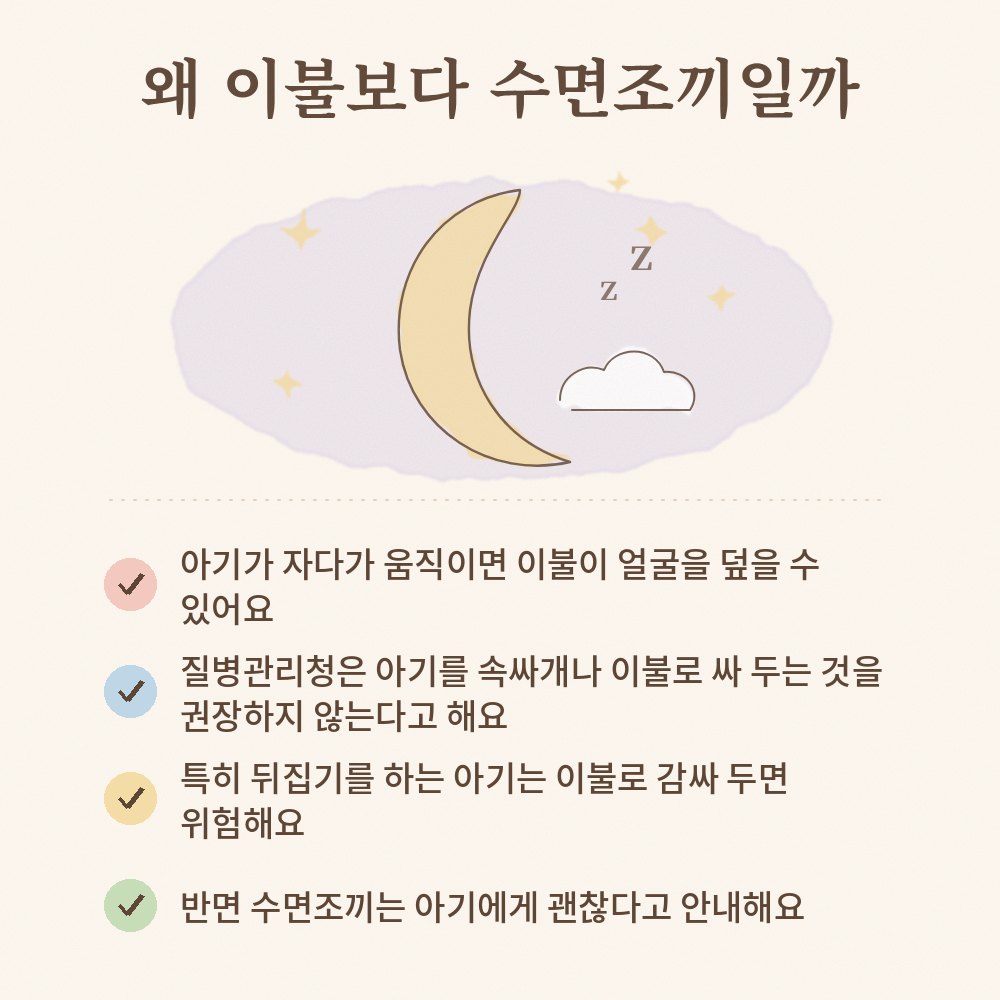 왜 이불보다 수면조끼일까
Z
z
아기가 자다가 움직이면 이불이 얼굴을 덮을 수
있어요
질병관리청은 아기를 속싸개나 이불로 싸 두는 것을
권장하지 않는다고 해요
특히 뒤집기를 하는 아기는 이불로 감싸 두면
위험해요
반면 수면조끼는 아기에게 괜찮다고 안내해요